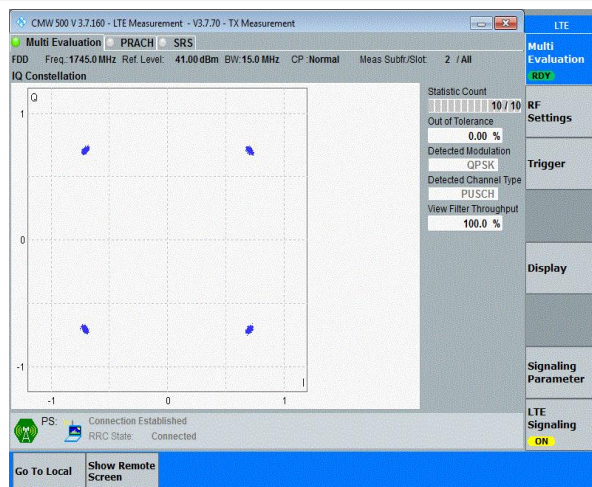 CMW 500 V 3.7.160 - LTE Measurement - V3.7.70 - TX Measurement
LTE
Multi Evaluation PRACH SRS
Multi
Evaluation
RDY
FDD Freq.: 1745.0 MHz Ref. Level: 41.00 dBm BW: 15.0 MHz CP :Normal Meas Subfr./Slot: 2 / All
IQ Constellation
Q
1
0
-1
-1 0 1
I
Statistic Count
10 / 10
Out of Tolerance
0.00 %
Detected Modulation
QPSK
Detected Channel Type
PUSCH
View Filter Throughput
100.0 %
RF
Settings
Trigger
Display
Signaling
Parameter
LTE
Signaling
ON
PS: Connection Established
RRC State: Connected
Go To Local
Show Remote
Screen